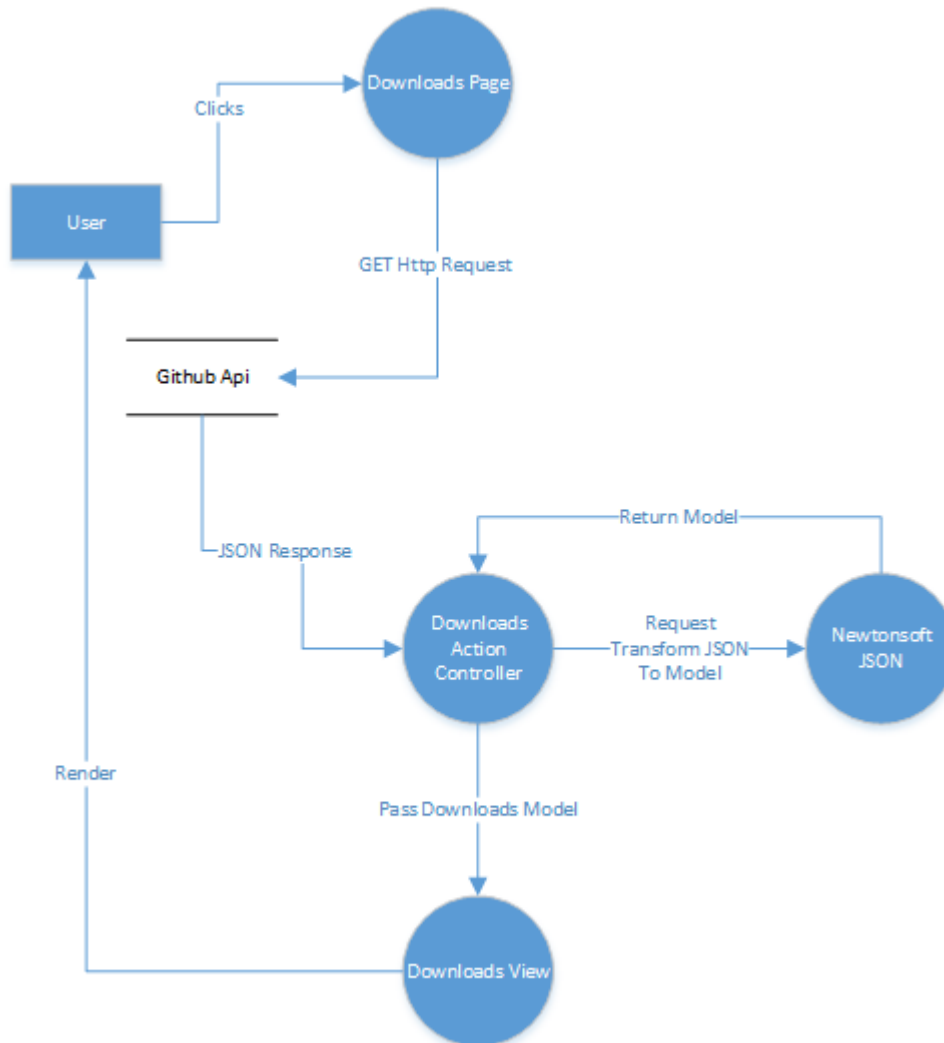 Downloads Page
Clicks
User
GET Http Request
Github Api
Return Model
JSON Response
Downloads
Action
Controller
Request
Transform JSON
To Model
Newtonsoft
JSON
Render
Pass Downloads Model
Downloads View